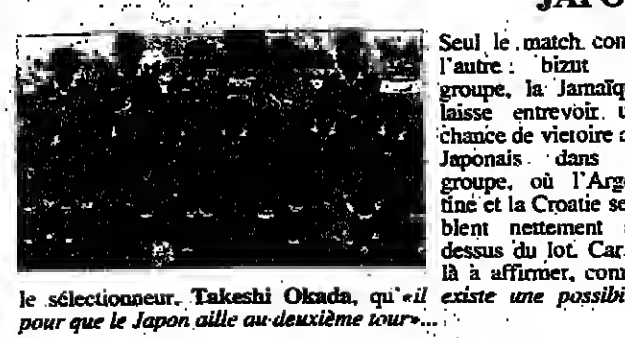 JAPO
Seul le match con
l'autre : bizut
groupe, la Jamaïq
laisse entrevoir u
chance de victoire a
Japonais dans
groupe, où l'Arge
tine et la Croatie se
blent nettement
dessus du lot. Car
là à affirmer, com
le sélectionneur, Takeshi Okada, qu'«il existe une possibi
pour que le Japon aille au deuxième tour»...